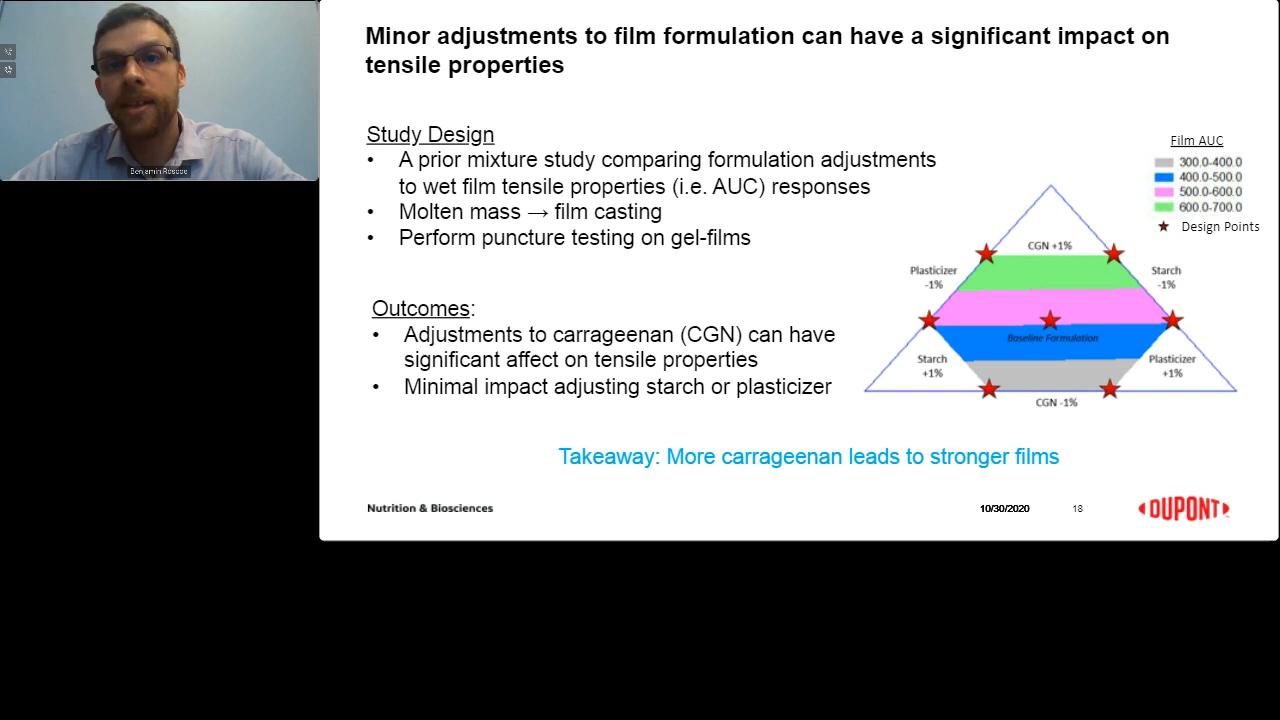 Minor adjustments to film formulation can have a significant impact on
tensile properties
Benjamin Roscoe
Study Design
• A prior mixture study comparing formulation adjustments
to wet film tensile properties (i.e. AUC) responses
• Molten mass → film casting
• Perform puncture testing on gel-films
Outcomes:
• Adjustments to carrageenan (CGN) can have
significant affect on tensile properties
• Minimal impact adjusting starch or plasticizer
Film AUC
300.0-400.0
400.0-500.0
500.0-600.0
600.0-700.0
Design Points
CGN +1%
Plasticizer
-1%
Starch
-1%
Baseline Formulation
Starch
+1%
Plasticizer
+1%
CGN -1%
Takeaway: More carrageenan leads to stronger films
Nutrition & Biosciences
10/30/2020
18
DUPONT